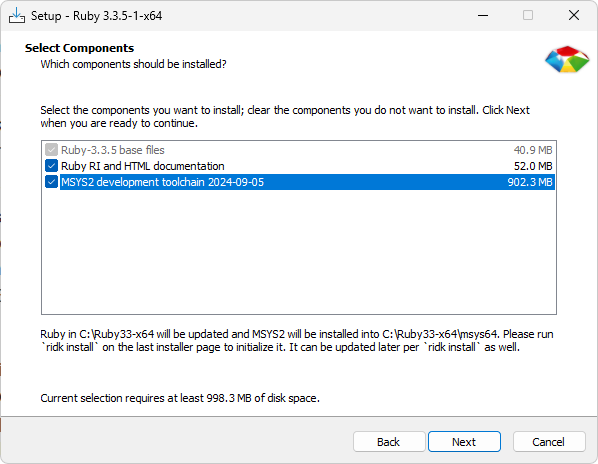 Setup - Ruby 3.3.5-1-x64
Select Components
Which components should be installed?
Select the components you want to install; clear the components you do not want to install. Click Next
when you are ready to continue.
Ruby-3.3.5 base files 40.9 MB
Ruby RI and HTML documentation 52.0 MB
MSYS2 development toolchain 2024-09-05 902.3 MB
Ruby in C:\Ruby33-x64 will be updated and MSYS2 will be installed into C:\Ruby33-x64\msys64. Please run
`ridk install` on the last installer page to initialize it. It can be updated later per `ridk install` as well.
Current selection requires at least 998.3 MB of disk space.
Back Next Cancel